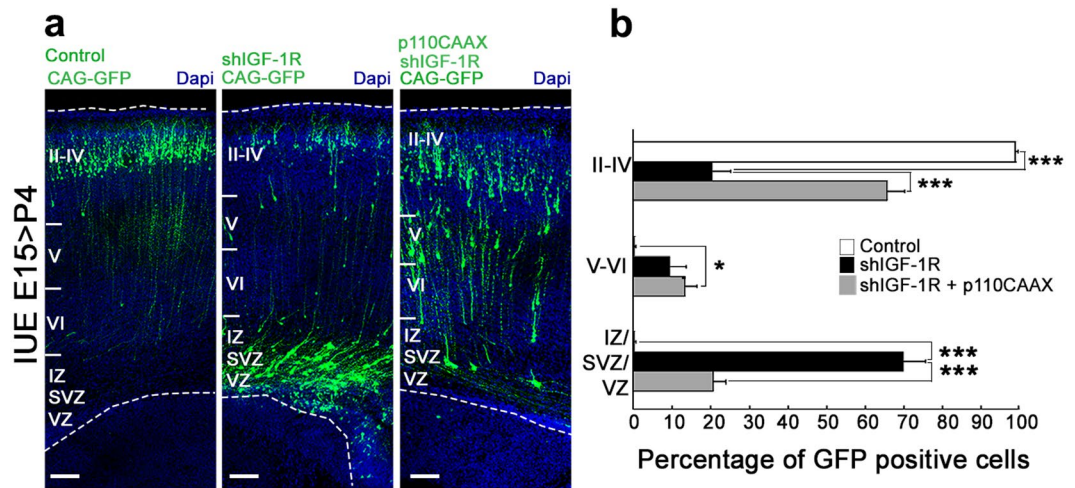 a
Control
CAG-GFP Dapi
shIGF-1R
CAG-GFP Dapi
p110CAAX
shIGF-1R
CAG-GFP Dapi
IUE E15>P4
II-IV
V
VI
IZ
SVZ
VZ
II-IV
V
VI
IZ
SVZ
VZ
II-IV
V
VI
IZ
SVZ
VZ
b
II-IV
***
***
V-VI
*
Control
shIGF-1R
shIGF-1R + p110CAAX
IZ/
SVZ/
VZ
***
***
0 10 20 30 40 50 60 70 80 90 100
Percentage of GFP positive cells